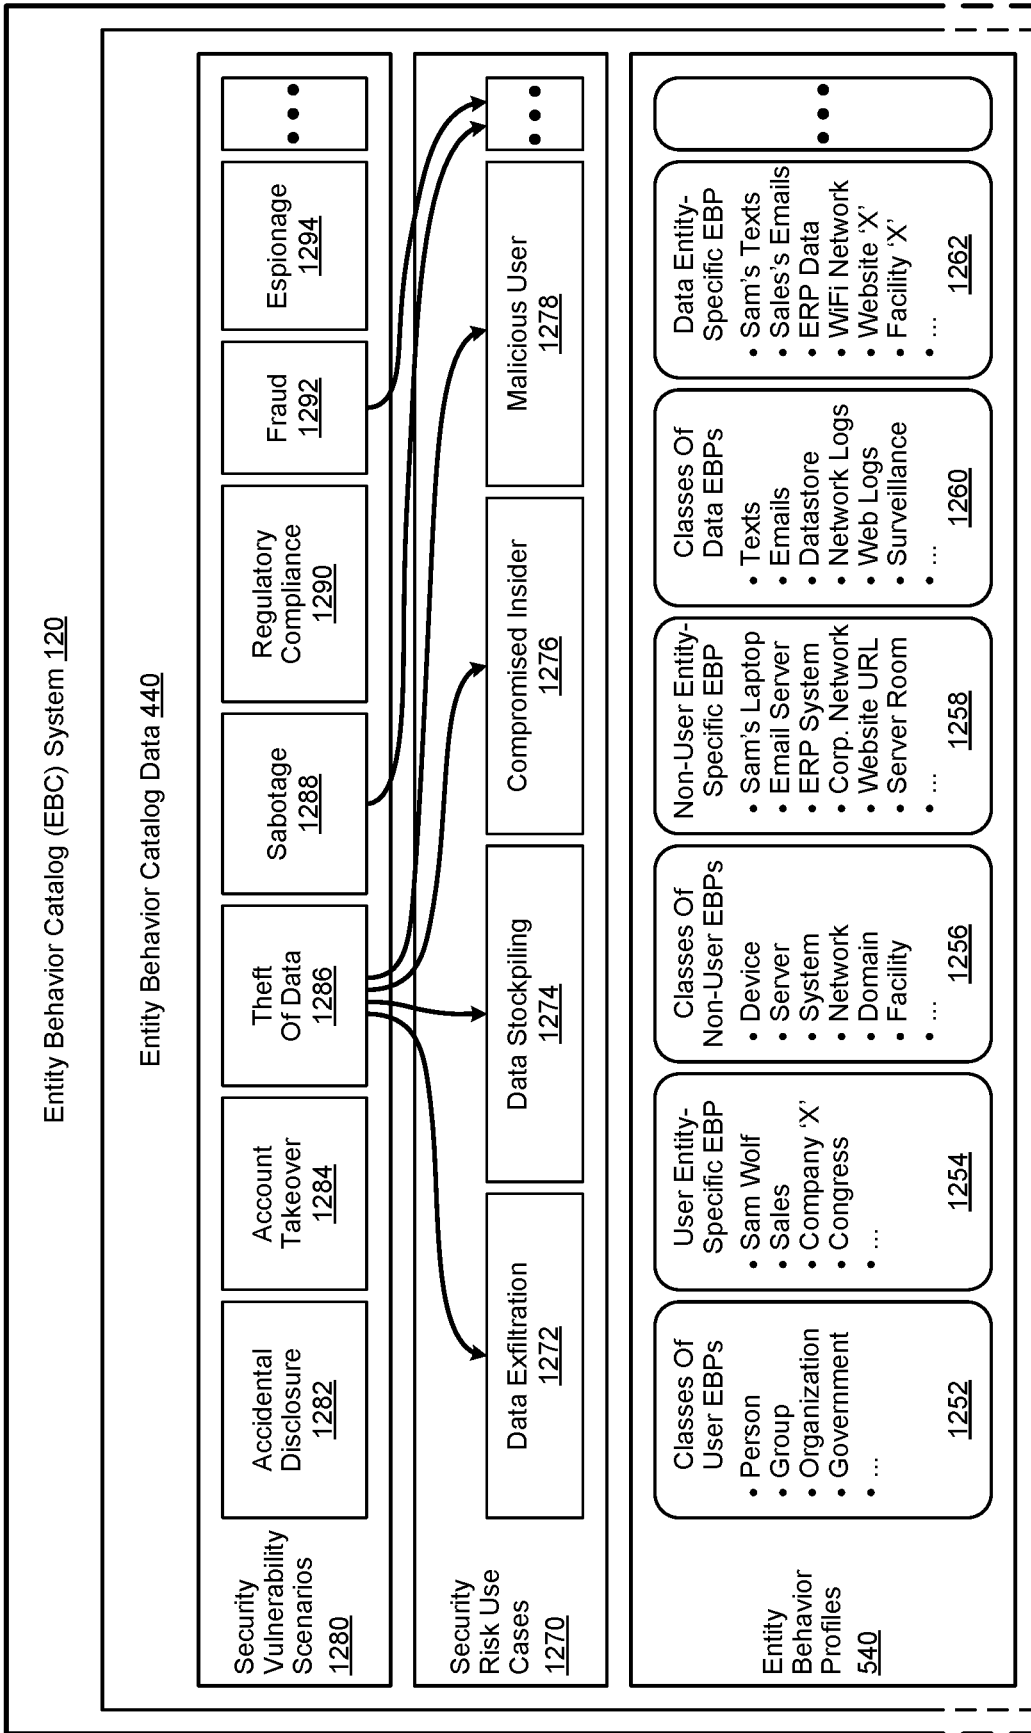 Entity Behavior Catalog (EBC) System 120
Entity Behavior Catalog Data 440
Security
Vulnerability
Scenarios
1280
Accidental
Disclosure
1282
Account
Takeover
1284
Theft
Of Data
1286
Sabotage
1288
Regulatory
Compliance
1290
Fraud
1292
Espionage
1294
•••
Security
Risk Use
Cases
1270
Data Exfiltration
1272
Data Stockpiling
1274
Compromised Insider
1276
Malicious User
1278
•••
Entity
Behavior
Profiles
540
Classes Of
User EBPs
• Person
• Group
• Organization
• Government
• ...
1252
User Entity-
Specific EBP
• Sam Wolf
• Sales
• Company ‘X’
• Congress
• ...
1254
Classes Of
Non-User EBPs
• Device
• Server
• System
• Network
• Domain
• Facility
• ...
1256
Non-User Entity-
Specific EBP
• Sam’s Laptop
• Email Server
• ERP System
• Corp. Network
• Website URL
• Server Room
• ...
1258
Classes Of
Data EBPs
• Texts
• Emails
• Datastore
• Network Logs
• Web Logs
• Surveillance
• ...
1260
Data Entity-
Specific EBP
• Sam’s Texts
• Sales’s Emails
• ERP Data
• WiFi Network
• Website ‘X’
• Facility ‘X’
• ...
1262
•••